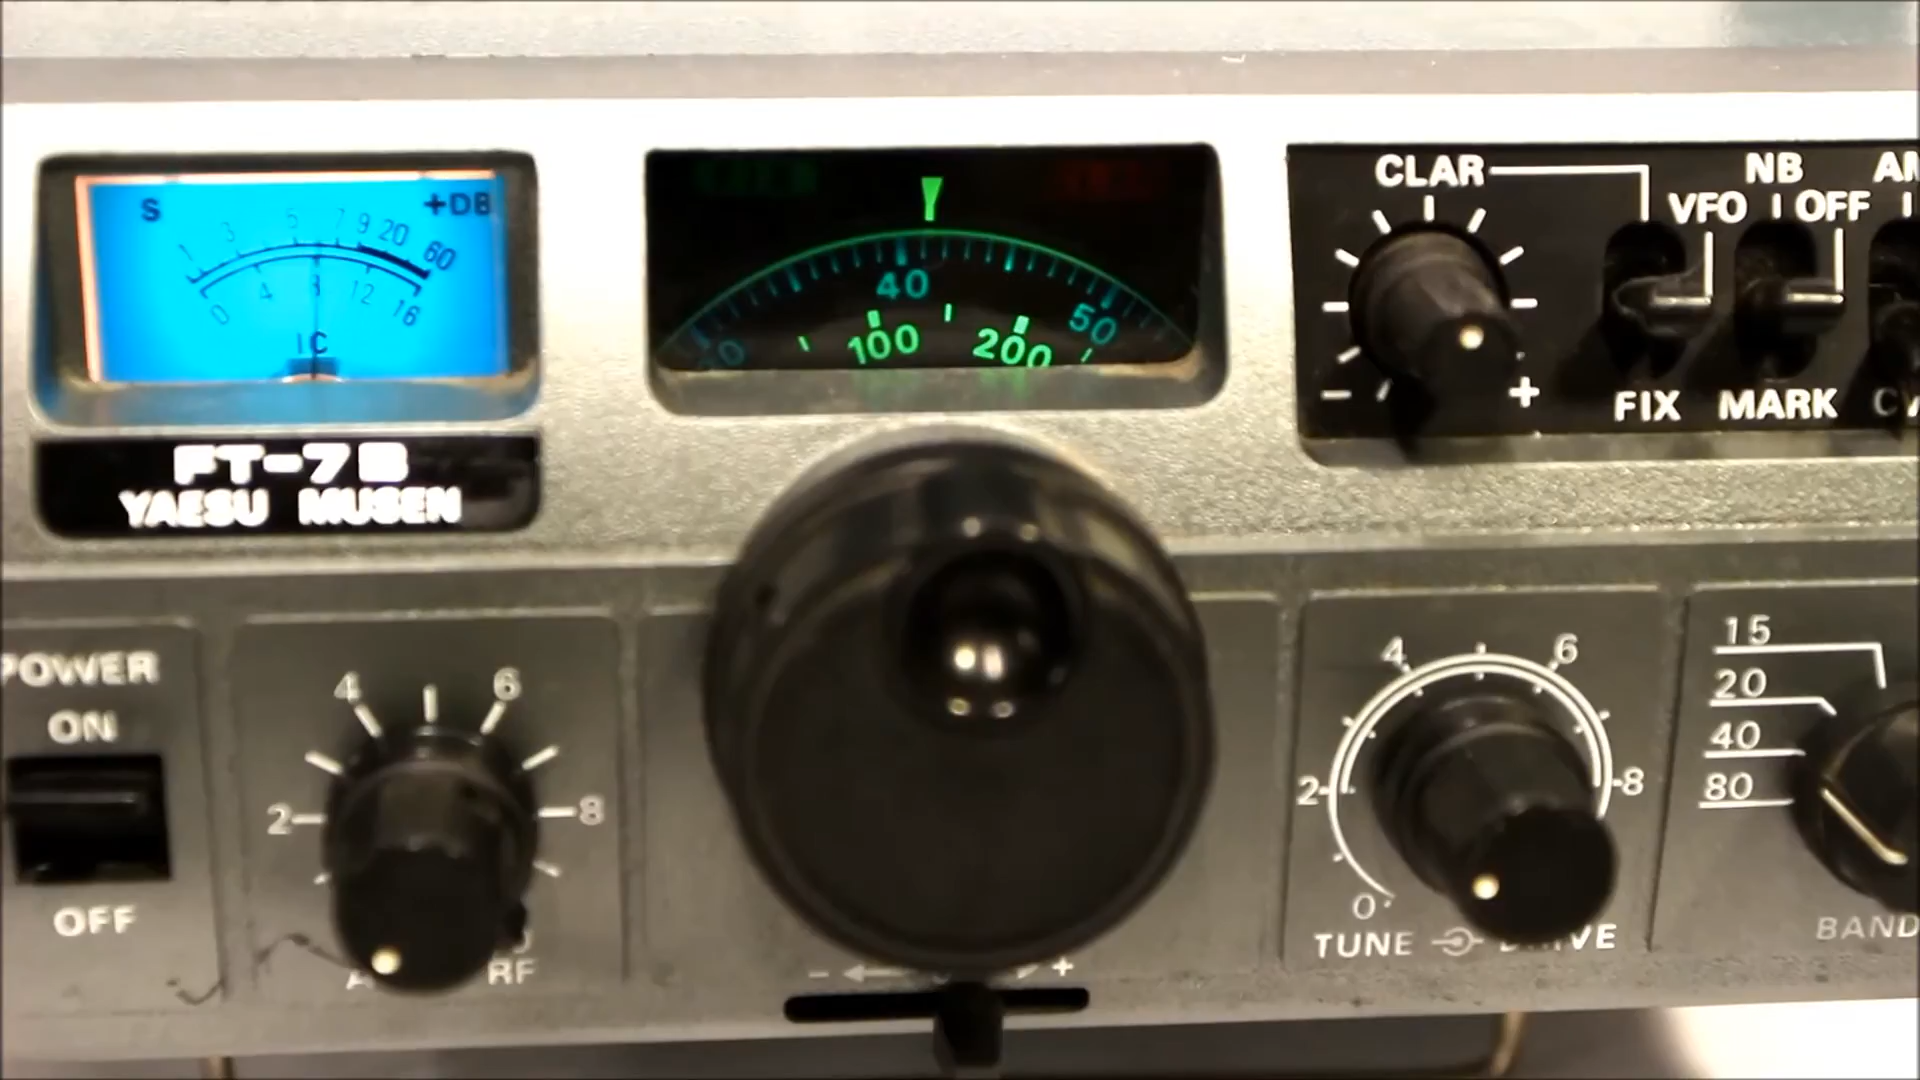 S +DB
1 3 5 7 9 20 60
0 4 8 12 16
IC
FT-7B
YAESU MUSEN
40 50
100 200
CLAR
NB
VFO OFF
FIX MARK
- +
POWER
ON
OFF
4 6
2 8
RF
- +
4 6
2 8
0
TUNE
15
20
40
80
BAND